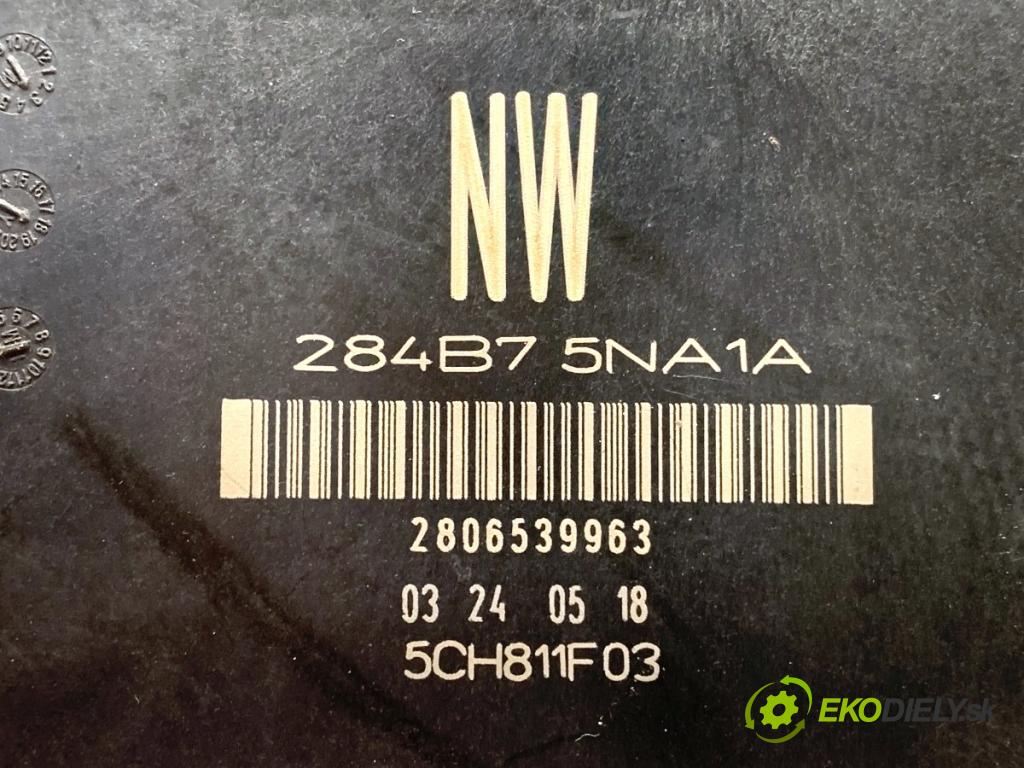 NW
284B7 5NA1A
2806539963
03 24 05 18
5CH811F03
EKODIELY.sk